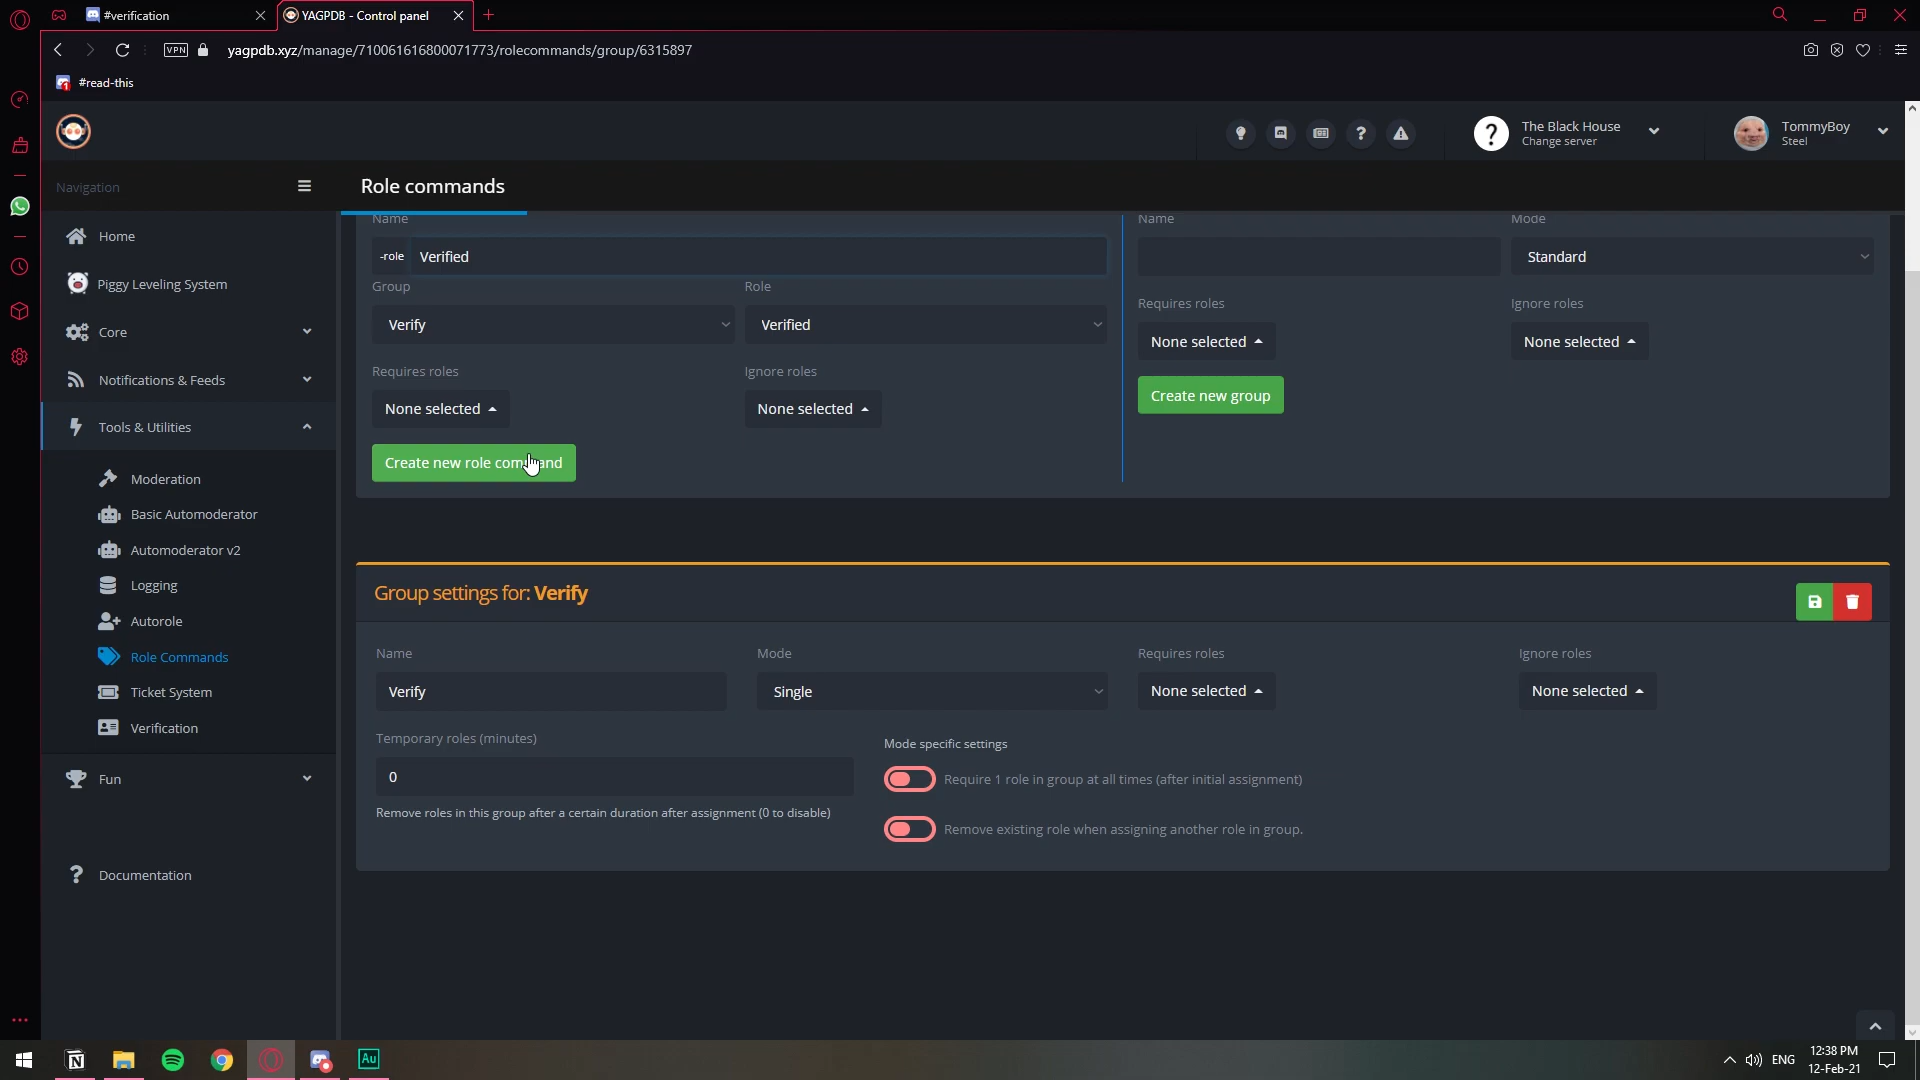 #verification
YAGPDB - Control panel
VPN
yagpdb.xyz/manage/710061616800071773/rolecommands/group/6315897
1
#read-this
?
?
The Black House
Change server
TommyBoy
Steel
Navigation
Role commands
Home
Piggy Leveling System
Core
Notifications & Feeds
Tools & Utilities
Moderation
Basic Automoderator
Automoderator v2
Logging
Autorole
Role Commands
Ticket System
Verification
Fun
? Documentation
Name
-role Verified
Group
Role
Verify
Verified
Requires roles
Ignore roles
None selected
None selected
Create new role command
Name
Mode
Standard
Requires roles
Ignore roles
None selected
None selected
Create new group
Group settings for: Verify
Name
Mode
Requires roles
Ignore roles
Verify
Single
None selected
None selected
Temporary roles (minutes)
0
Remove roles in this group after a certain duration after assignment (0 to disable)
Mode specific settings
Require 1 role in group at all times (after initial assignment)
Remove existing role when assigning another role in group.
Au
ENG
12:38 PM
12-Feb-21